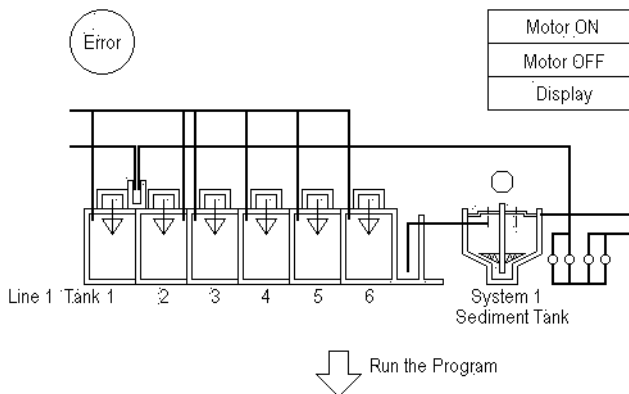 Error
Motor ON
Motor OFF
Display
Line 1 Tank 1 2 3 4 5 6
System 1
Sediment Tank
Run the Program